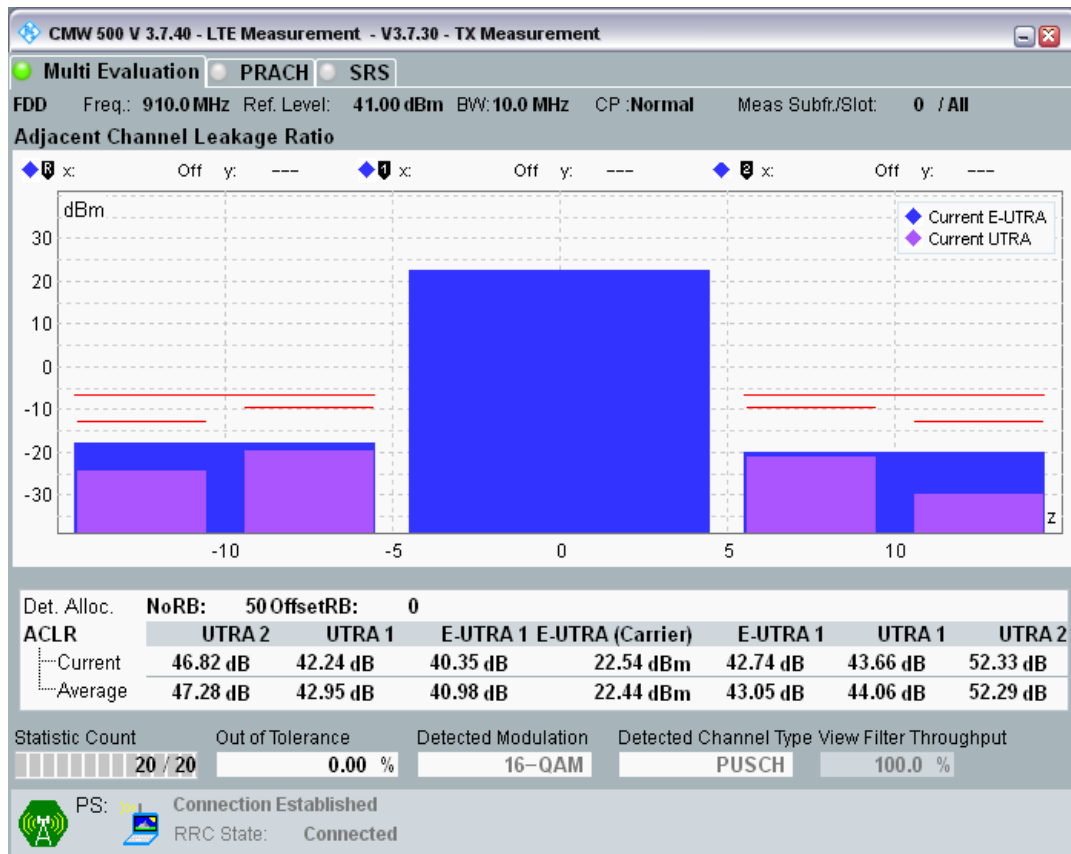 CMW 500 V 3.7.40 - LTE Measurement - V3.7.30 - TX Measurement
Multi Evaluation PRACH SRS
FDD Freq.: 910.0 MHz Ref. Level: 41.00 dBm BW: 10.0 MHz CP :Normal Meas Subfr./Slot: 0 / All
Adjacent Channel Leakage Ratio
R x: Off y: --- 1 x: Off y: --- 2 x: Off y: ---
dBm
Current E-UTRA
Current UTRA
30
20
10
0
-10
-20
-30
z
-10 -5 0 5 10
Det. Alloc. NoRB: 50 OffsetRB: 0
ACLR UTRA 2 UTRA 1 E-UTRA 1 E-UTRA (Carrier) E-UTRA 1 UTRA 1 UTRA 2
Current 46.82 dB 42.24 dB 40.35 dB 22.54 dBm 42.74 dB 43.66 dB 52.33 dB
Average 47.28 dB 42.95 dB 40.98 dB 22.44 dBm 43.05 dB 44.06 dB 52.29 dB
Statistic Count Out of Tolerance Detected Modulation Detected Channel Type View Filter Throughput
20 / 20 0.00 % 16-QAM PUSCH 100.0 %
PS: Connection Established
RRC State: Connected